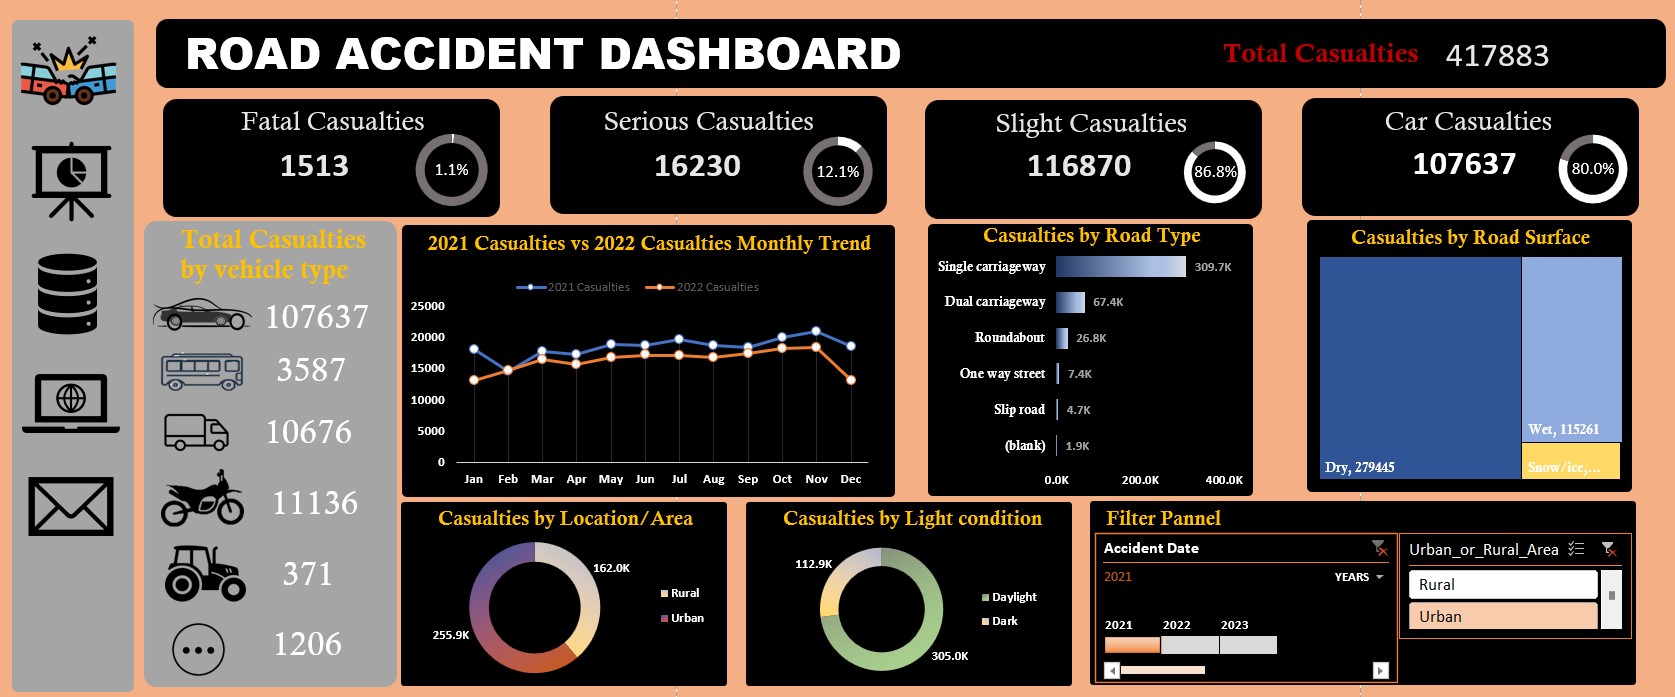 ROAD ACCIDENT DASHBOARD
Total Casualties 417883
Fatal Casualties
1513
1.1%
Serious Casualties
16230
12.1%
Slight Casualties
116870
86.8%
Car Casualties
107637
80.0%
Total Casualties
by vehicle type
107637
3587
10676
11136
371
1206
2021 Casualties vs 2022 Casualties Monthly Trend
2021 Casualties 2022 Casualties
25000
20000
15000
10000
5000
0
Jan Feb Mar Apr May Jun Jul Aug Sep Oct Nov Dec
Casualties by Road Type
Single carriageway 309.7K
Dual carriageway 67.4K
Roundabout 26.8K
One way street 7.4K
Slip road 4.7K
(blank) 1.9K
0.0K 200.0K 400.0K
Casualties by Road Surface
Dry, 279445
Wet, 115261
Snow/ice,...
Casualties by Location/Area
162.0K
255.9K
Rural
Urban
Casualties by Light condition
112.9K
305.0K
Daylight
Dark
Filter Pannel
Accident Date
2021 YEARS
2021 2022 2023
Urban_or_Rural_Area
Rural
Urban